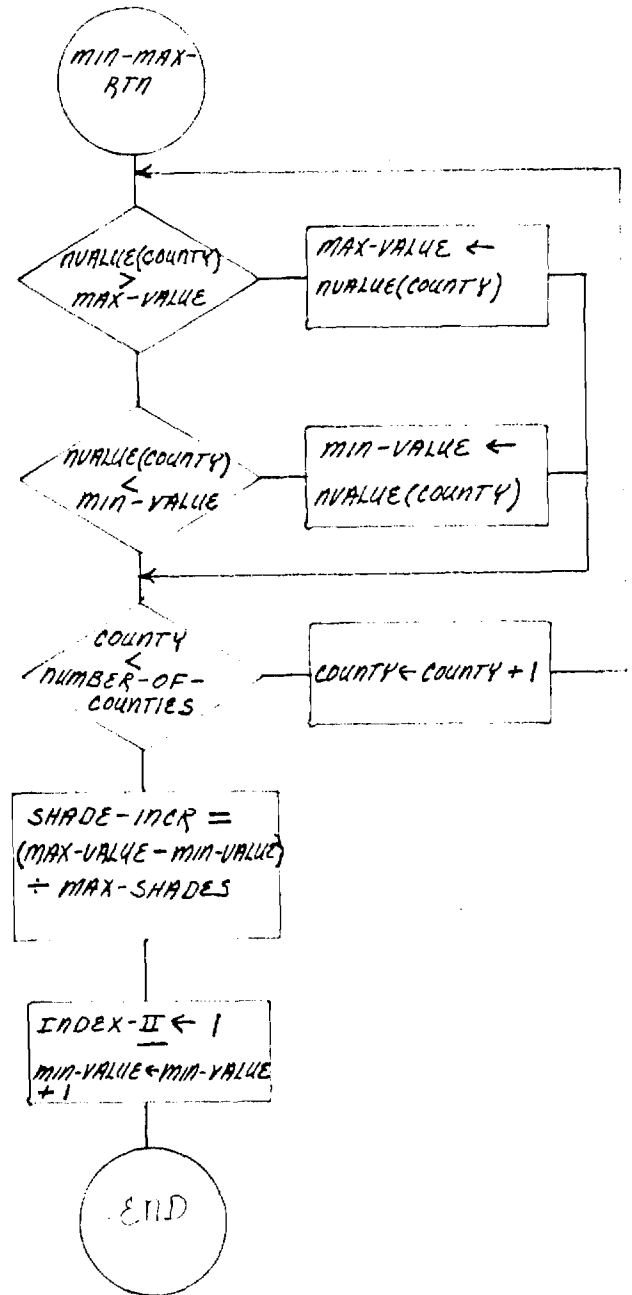 MIN-MAX-
RTN
NVALUE(COUNTY)
>
MAX-VALUE
MAX-VALUE ←
NVALUE(COUNTY)
NVALUE(COUNTY)
<
MIN-VALUE
MIN-VALUE ←
NVALUE(COUNTY)
COUNTY
<
NUMBER-OF-
COUNTIES
COUNTY ← COUNTY + 1
SHADE-INCR =
(MAX-VALUE - MIN-VALUE)
÷ MAX-SHADES
INDEX-II ← 1
MIN-VALUE ← MIN-VALUE
+ 1
END